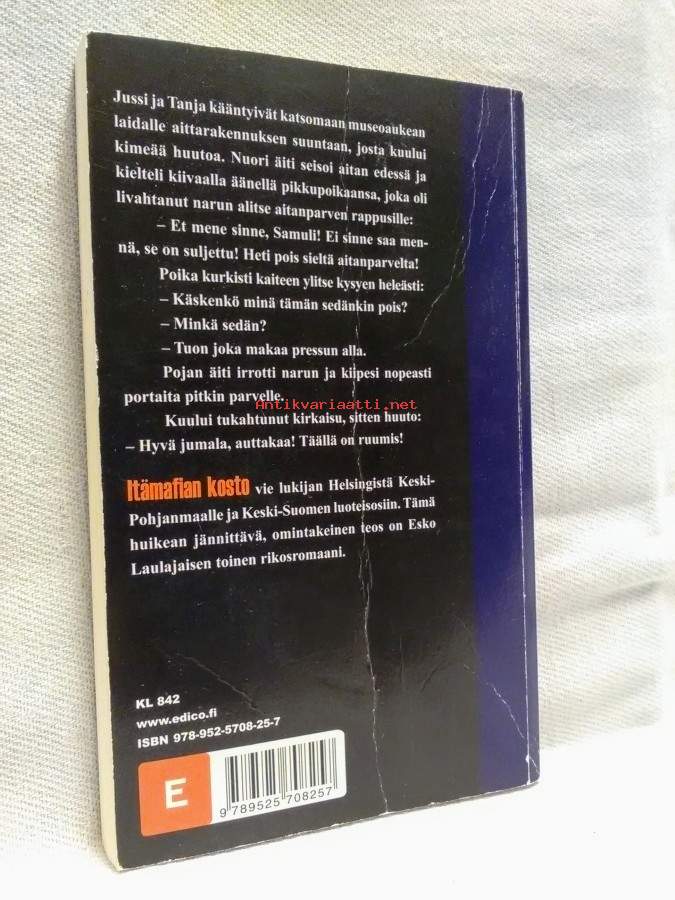 Jussi ja Tanja kääntyivät katsomaan museoaukean
laidalle aittarakennuksen suuntaan, josta kuului
kimeää huutoa. Nuori äiti seisoi aitan edessä ja
kielteli kiivaalla äänellä pikkupoikaansa, joka oli
livahtanut narun alitse aitanparven rappusille:
– Et mene sinne, Samuli! Ei sinne saa men-
nä, se on suljettu! Heti pois sieltä aitanparvelta!
Poika kurkisti kaiteen ylitse kysyen heleästi:
– Käskenkö minä tämän sedänkin pois?
– Minkä sedän?
– Tuon joka makaa pressun alla.
Pojan äiti irrotti narun ja kiipesi nopeasti
portaita pitkin parvelle.
Antikvariaatti.net
Kuului tukahtunut kirkaisu, sitten huuto:
– Hyvä jumala, auttakaa! Täällä on ruumis!
Itämafian kosto vie lukijan Helsingistä Keski-
Pohjanmaalle ja Keski-Suomen luoteisosiin. Tämä
huikean jännittävä, omintakeinen teos on Esko
Laulajaisen toinen rikosromaani.
KL 842
www.edico.fi
ISBN 978-952-5708-25-7
E
9 789525 708257